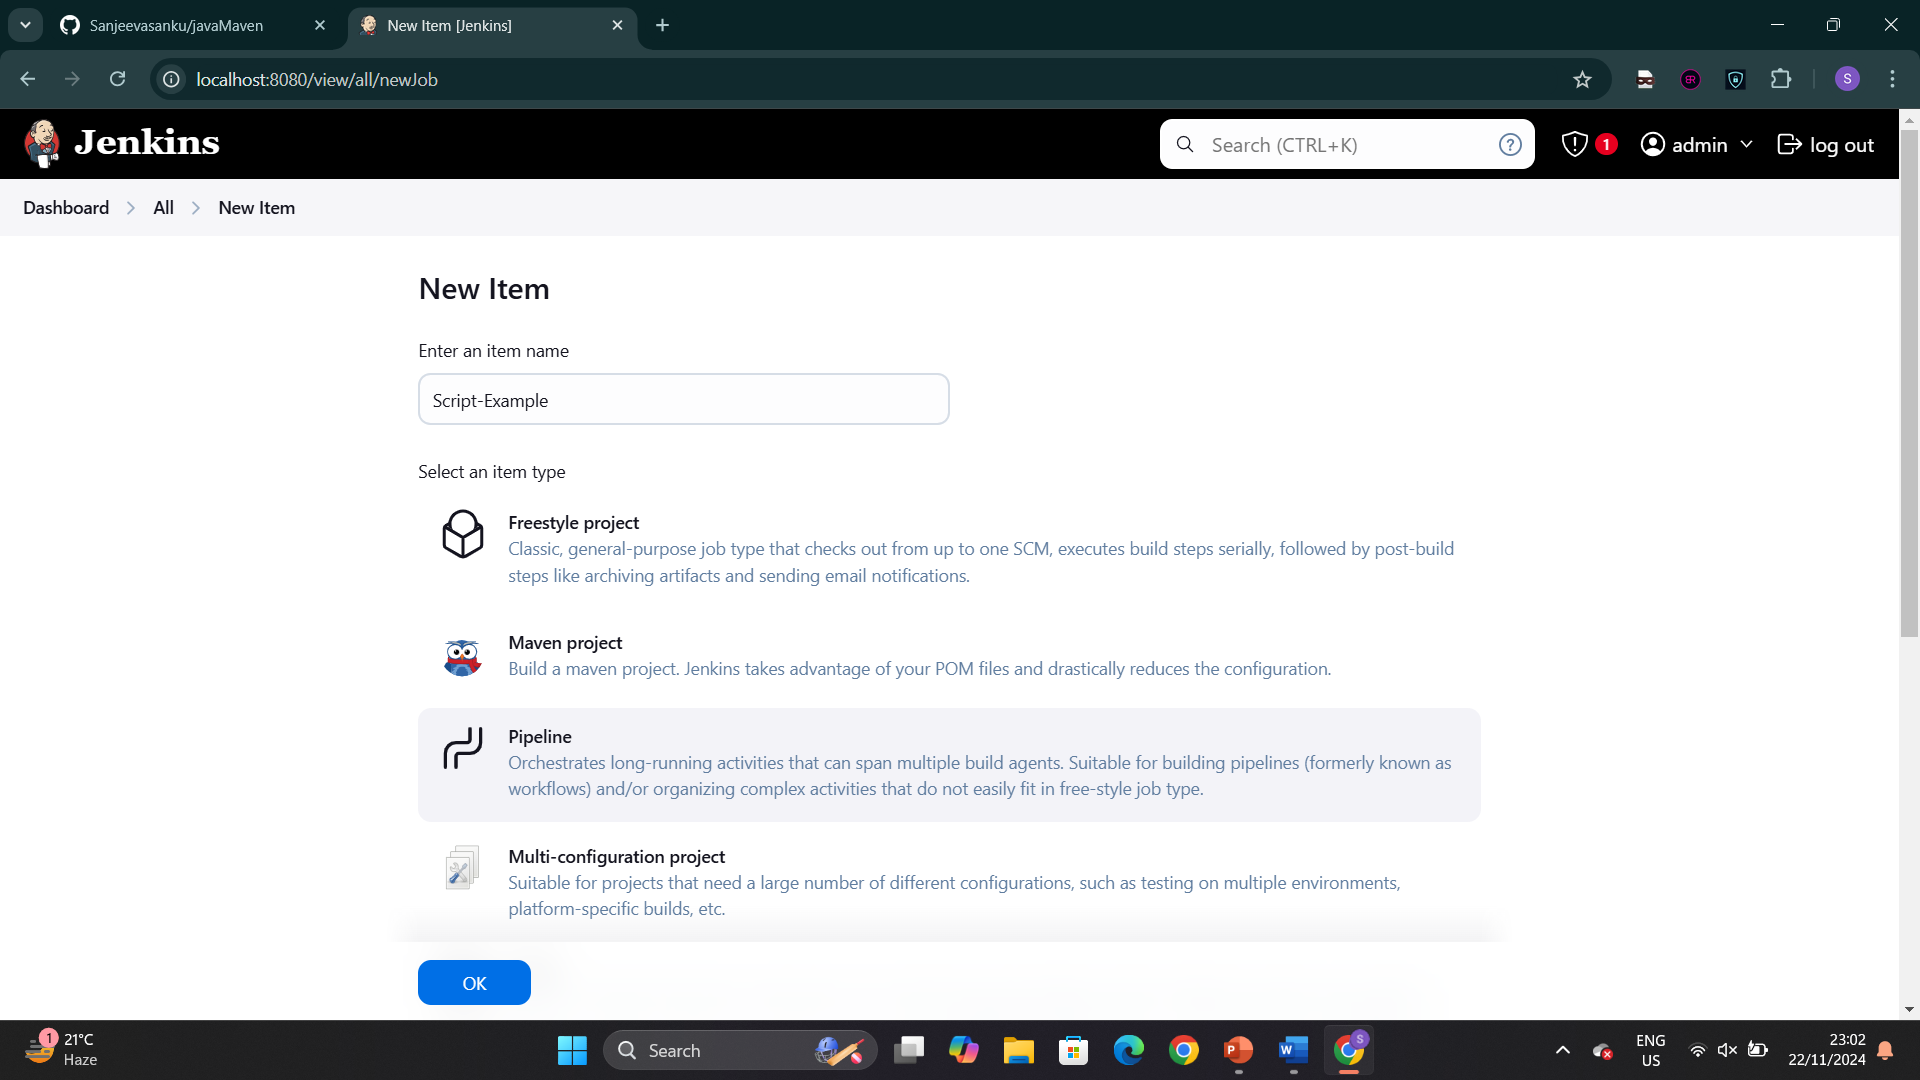 Sanjeevasanku/javaMaven
New Item [Jenkins]
localhost:8080/view/all/newJob
S
Jenkins
Search (CTRL+K)
1
admin
log out
Dashboard
All
New Item
New Item
Enter an item name
Script-Example
Select an item type
Freestyle project
Classic, general-purpose job type that checks out from up to one SCM, executes build steps serially, followed by post-build
steps like archiving artifacts and sending email notifications.
Maven project
Build a maven project. Jenkins takes advantage of your POM files and drastically reduces the configuration.
Pipeline
Orchestrates long-running activities that can span multiple build agents. Suitable for building pipelines (formerly known as
workflows) and/or organizing complex activities that do not easily fit in free-style job type.
Multi-configuration project
Suitable for projects that need a large number of different configurations, such as testing on multiple environments,
platform-specific builds, etc.
OK
1
21°C
Haze
Search
ENG
US
23:02
22/11/2024